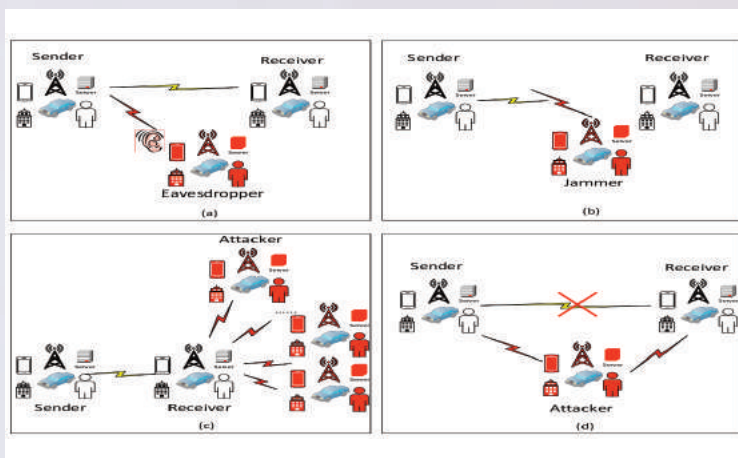 Sender
Receiver
Server
Server
Server
Eavesdropper
(a)
Sender
Receiver
Server
Server
Server
Jammer
(b)
Attacker
Server
Server
Server
Server
Server
Sender
Receiver
(c)
Sender
Receiver
Server
Server
Server
Attacker
(d)